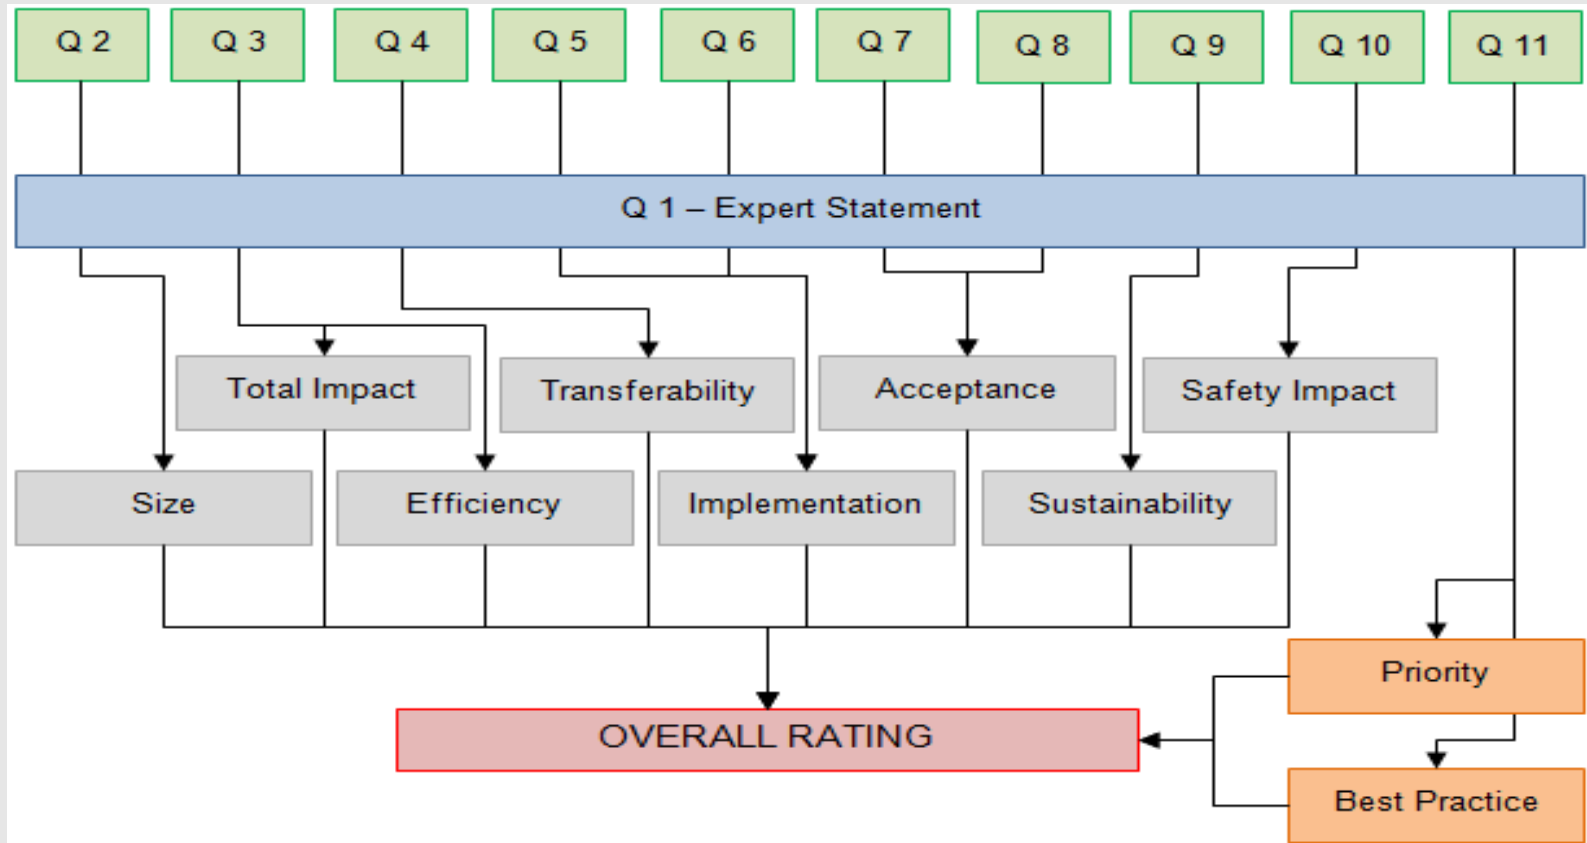 Q 2
Q 3
Q 4
Q 5
Q 6
Q 7
Q 8
Q 9
Q 10
Q 11
Q 1 – Expert Statement
Total Impact
Transferability
Acceptance
Safety Impact
Size
Efficiency
Implementation
Sustainability
Priority
OVERALL RATING
Best Practice